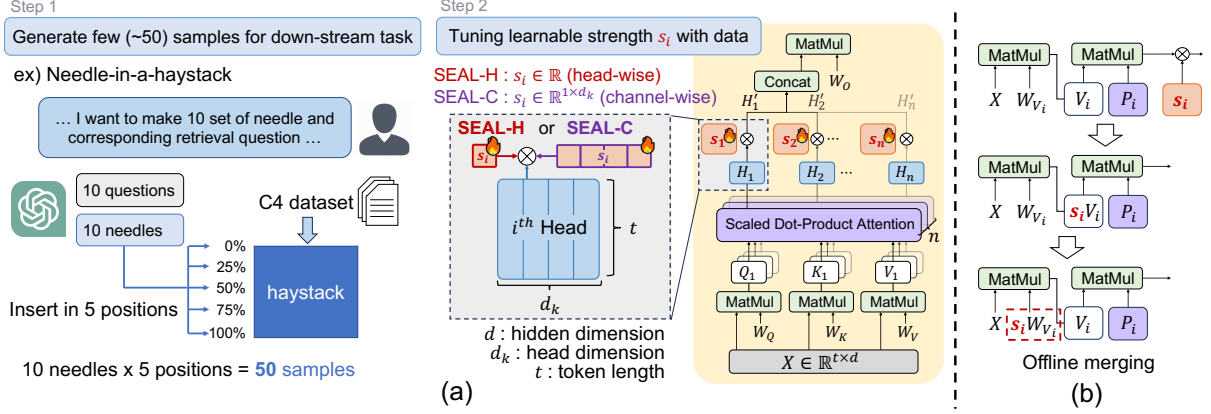 Step 1
Generate few (~50) samples for down-stream task
ex) Needle-in-a-haystack
… I want to make 10 set of needle and
corresponding retrieval question …
10 questions
10 needles
C4 dataset
0%
25%
50%
75%
100%
haystack
Insert in 5 positions
10 needles x 5 positions = 50 samples
Step 2
Tuning learnable strength s_i with data
SEAL-H : s_i ∈ ℝ (head-wise)
SEAL-C : s_i ∈ ℝ^{1×d_k} (channel-wise)
SEAL-H or SEAL-C
s_i
s_i
i^{th} Head
t
d_k
d : hidden dimension
d_k : head dimension
t : token length
(a)
MatMul
Concat
W_O
H′_1
H′_2
H′_n
s_1
s_2
s_n
…
H_1
H_2
…
H_n
Scaled Dot-Product Attention
n
Q_1
K_1
V_1
MatMul
MatMul
MatMul
W_Q
W_K
W_V
X ∈ ℝ^{t×d}
MatMul
MatMul
X
W_{V_i}
V_i
P_i
s_i
MatMul
MatMul
X
W_{V_i}
s_iV_i
P_i
MatMul
MatMul
X
s_iW_{V_i}
V_i
P_i
Offline merging
(b)